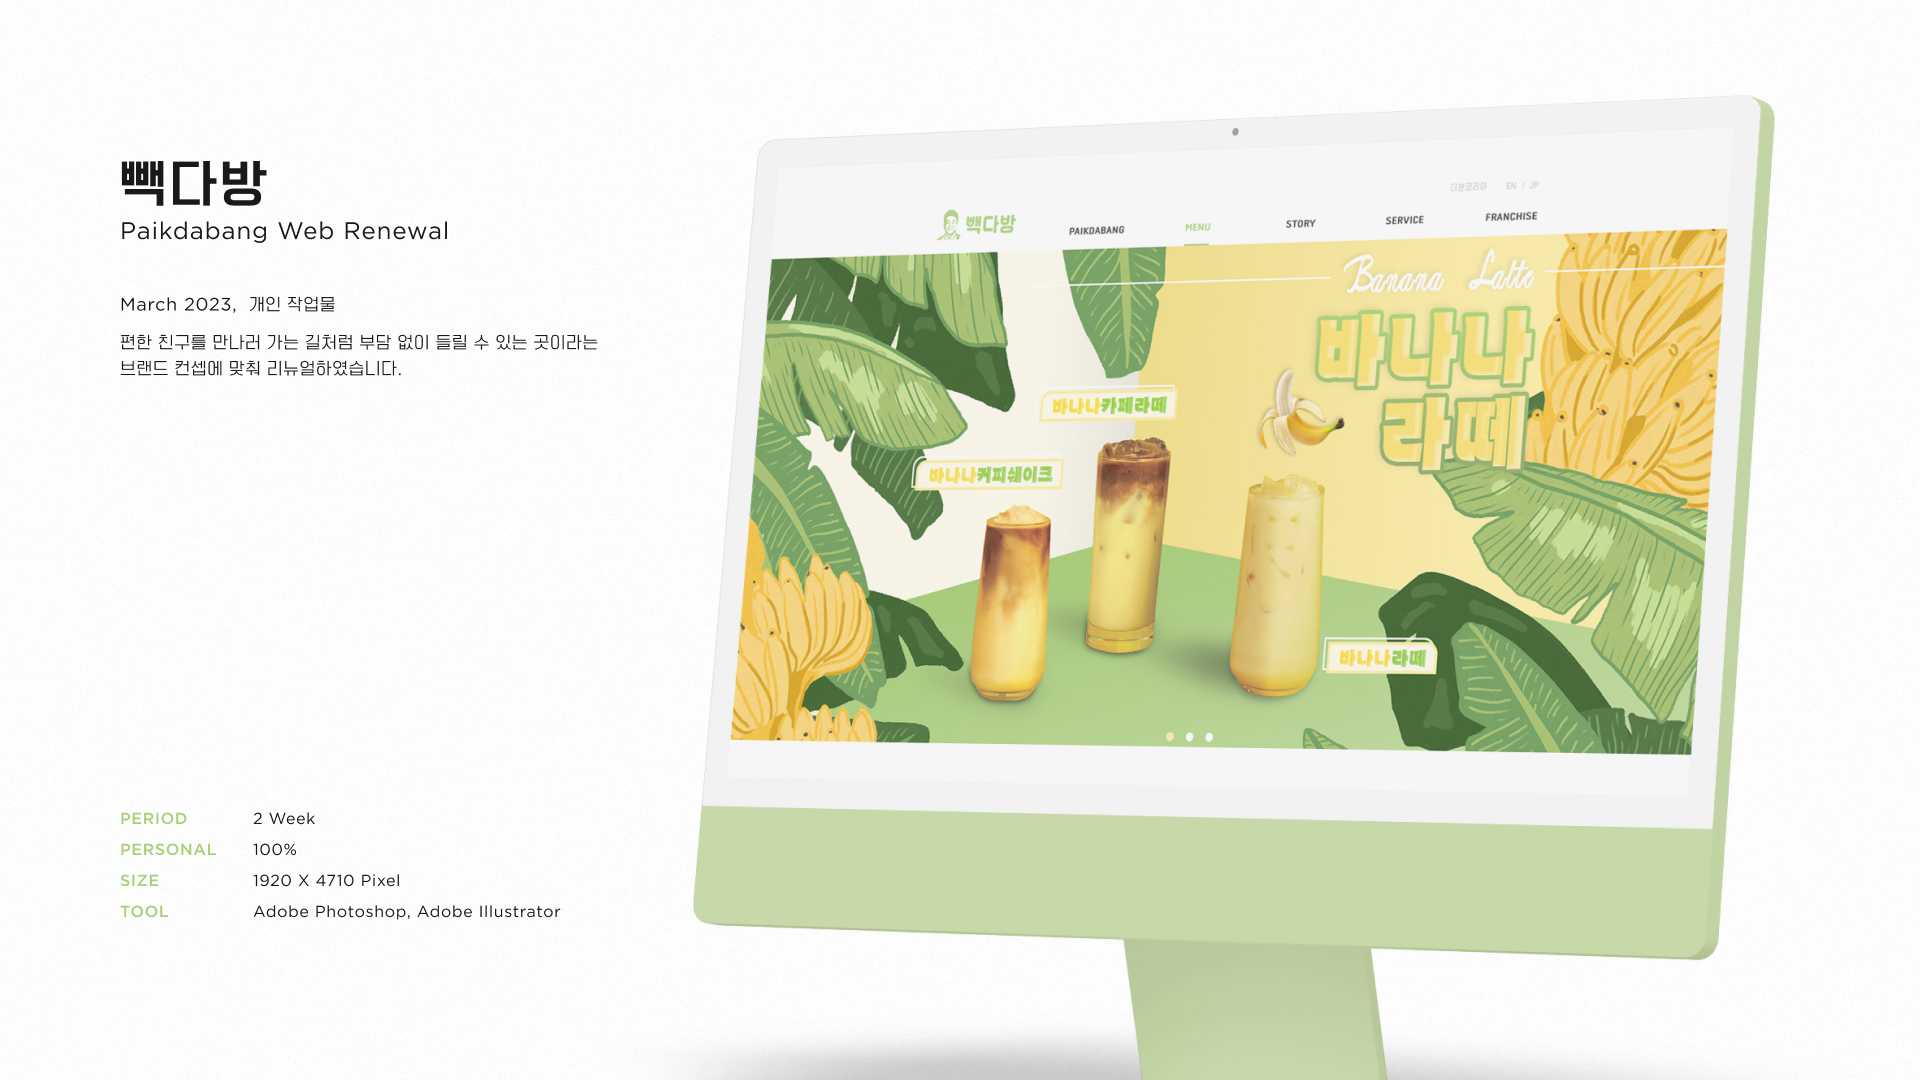 빽다방
Paikdabang Web Renewal
March 2023, 개인 작업물
편한 친구를 만나러 가는 길처럼 부담 없이 들릴 수 있는 곳이라는
브랜드 컨셉에 맞춰 리뉴얼하였습니다.
PERIOD 2 Week
PERSONAL 100%
SIZE 1920 X 4710 Pixel
TOOL Adobe Photoshop, Adobe Illustrator
더본코리아 EN | JP
빽다방 PAIKDABANG MENU STORY SERVICE FRANCHISE
Banana Latte
바나나
라떼
바나나카페라떼
바나나커피쉐이크
바나나라떼